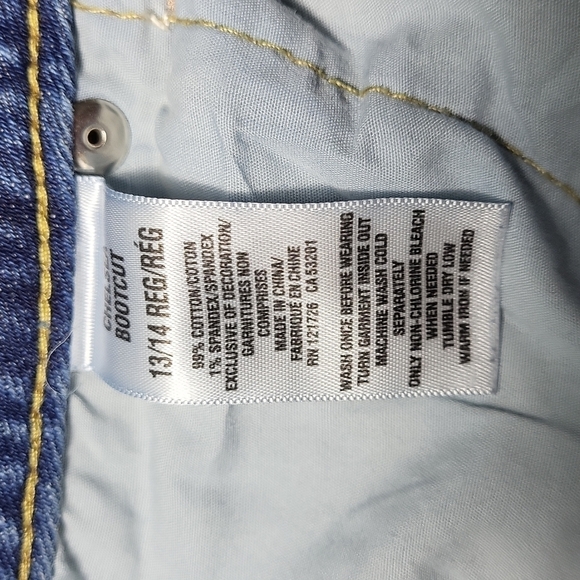 CHELSEA
BOOTCUT
13/14 REG/RÉG
99% COTTON/COTON
1% SPANDEX/SPANDEX
EXCLUSIVE OF DECORATION/
GARNITURES NON
COMPRISES
MADE IN CHINA/
FABRIQUE EN CHINE
RN 121726 CA 53201
WASH ONCE BEFORE WEARING
TURN GARMENT INSIDE OUT
MACHINE WASH COLD
SEPARATELY
ONLY NON-CHLORINE BLEACH
WHEN NEEDED
TUMBLE DRY LOW
WARM IRON IF NEEDED